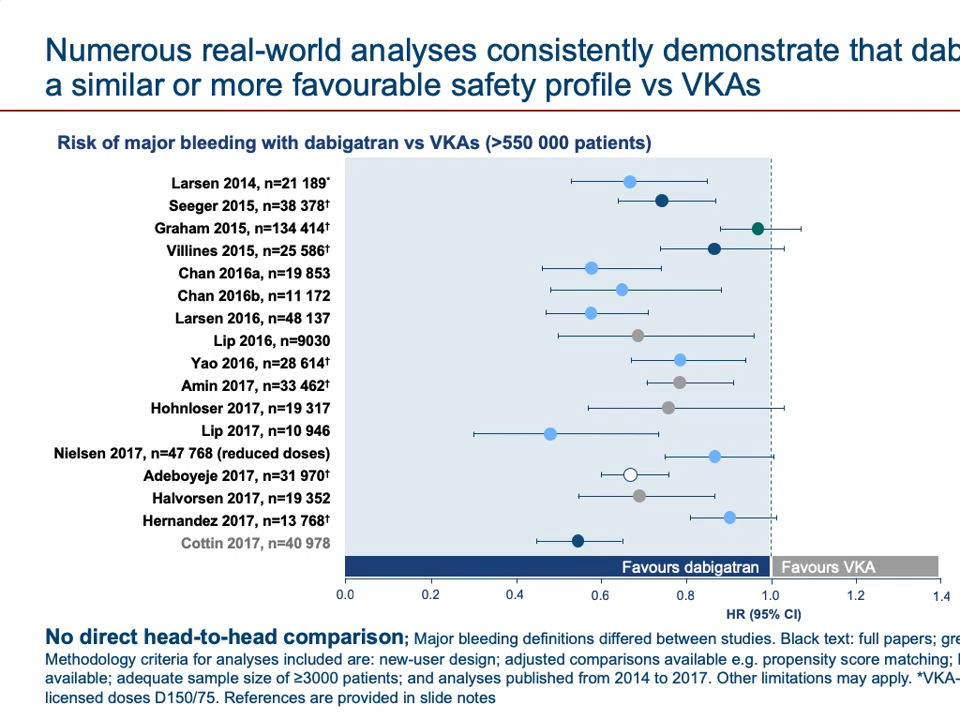 Numerous real-world analyses consistently demonstrate that dab
a similar or more favourable safety profile vs VKAs
Risk of major bleeding with dabigatran vs VKAs (>550 000 patients)
Larsen 2014, n=21 189*
Seeger 2015, n=38 378†
Graham 2015, n=134 414†
Villines 2015, n=25 586†
Chan 2016a, n=19 853
Chan 2016b, n=11 172
Larsen 2016, n=48 137
Lip 2016, n=9030
Yao 2016, n=28 614†
Amin 2017, n=33 462†
Hohnloser 2017, n=19 317
Lip 2017, n=10 946
Nielsen 2017, n=47 768 (reduced doses)
Adeboyeje 2017, n=31 970†
Halvorsen 2017, n=19 352
Hernandez 2017, n=13 768†
Cottin 2017, n=40 978
Favours dabigatran Favours VKA
0.0 0.2 0.4 0.6 0.8 1.0 1.2 1.4
HR (95% CI)
No direct head-to-head comparison; Major bleeding definitions differed between studies. Black text: full papers; gre
Methodology criteria for analyses included are: new-user design; adjusted comparisons available e.g. propensity score matching;
available; adequate sample size of ≥3000 patients; and analyses published from 2014 to 2017. Other limitations may apply. *VKA-
licensed doses D150/75. References are provided in slide notes